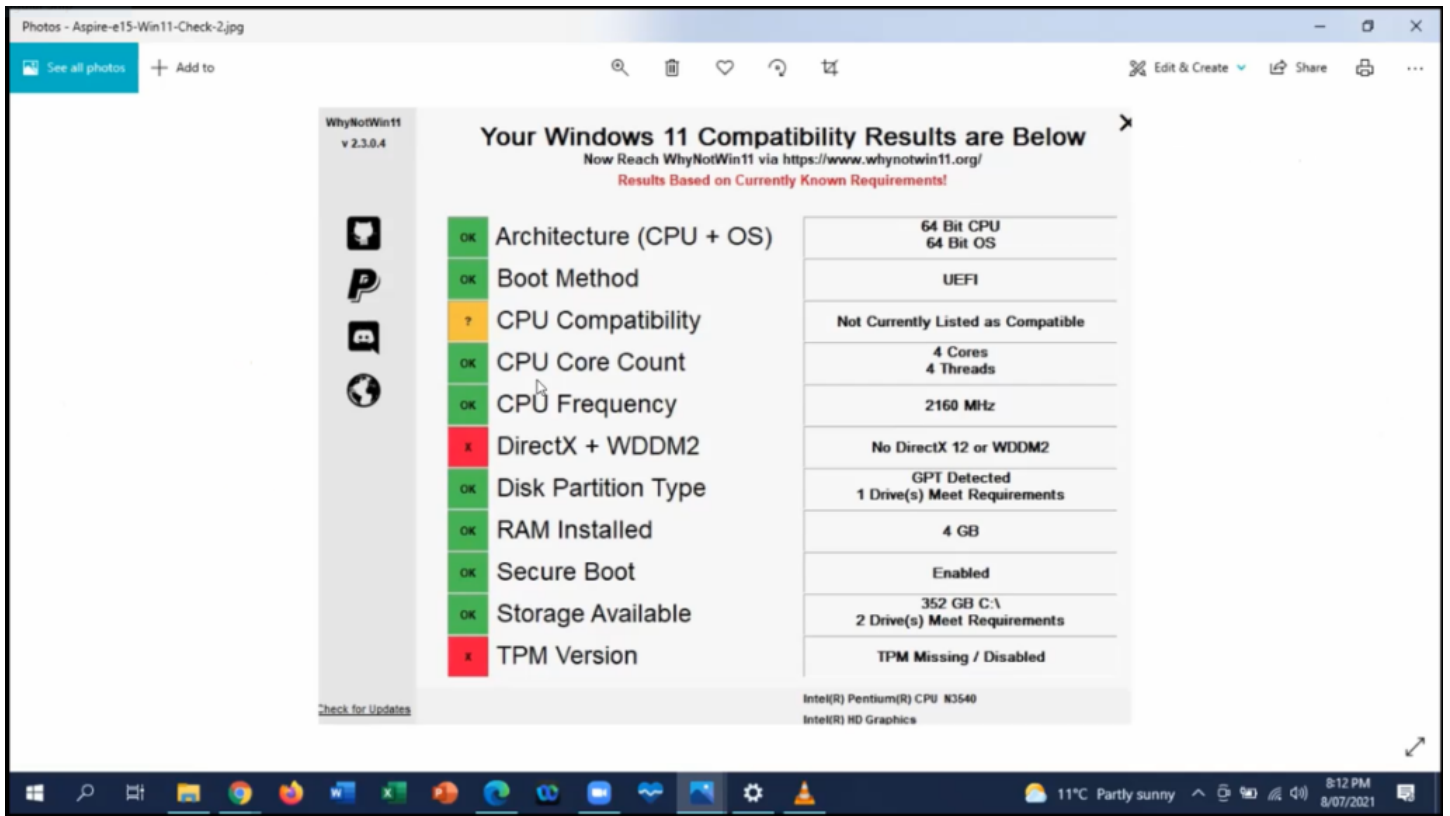 Photos - Aspire-e15-Win11-Check-2.jpg
See all photos
Add to
Edit & Create
Share
WhyNotWin11
v 2.3.0.4
Your Windows 11 Compatibility Results are Below
Now Reach WhyNotWin11 via https://www.whynotwin11.org/
Results Based on Currently Known Requirements!
OK Architecture (CPU + OS)
64 Bit CPU
64 Bit OS
OK Boot Method
UEFI
? CPU Compatibility
Not Currently Listed as Compatible
OK CPU Core Count
4 Cores
4 Threads
OK CPU Frequency
2160 MHz
X DirectX + WDDM2
No DirectX 12 or WDDM2
OK Disk Partition Type
GPT Detected
1 Drive(s) Meet Requirements
OK RAM Installed
4 GB
OK Secure Boot
Enabled
OK Storage Available
352 GB C:\
2 Drive(s) Meet Requirements
X TPM Version
TPM Missing / Disabled
Check for Updates
Intel(R) Pentium(R) CPU N3540
Intel(R) HD Graphics
11°C Partly sunny
8:12 PM
8/07/2021